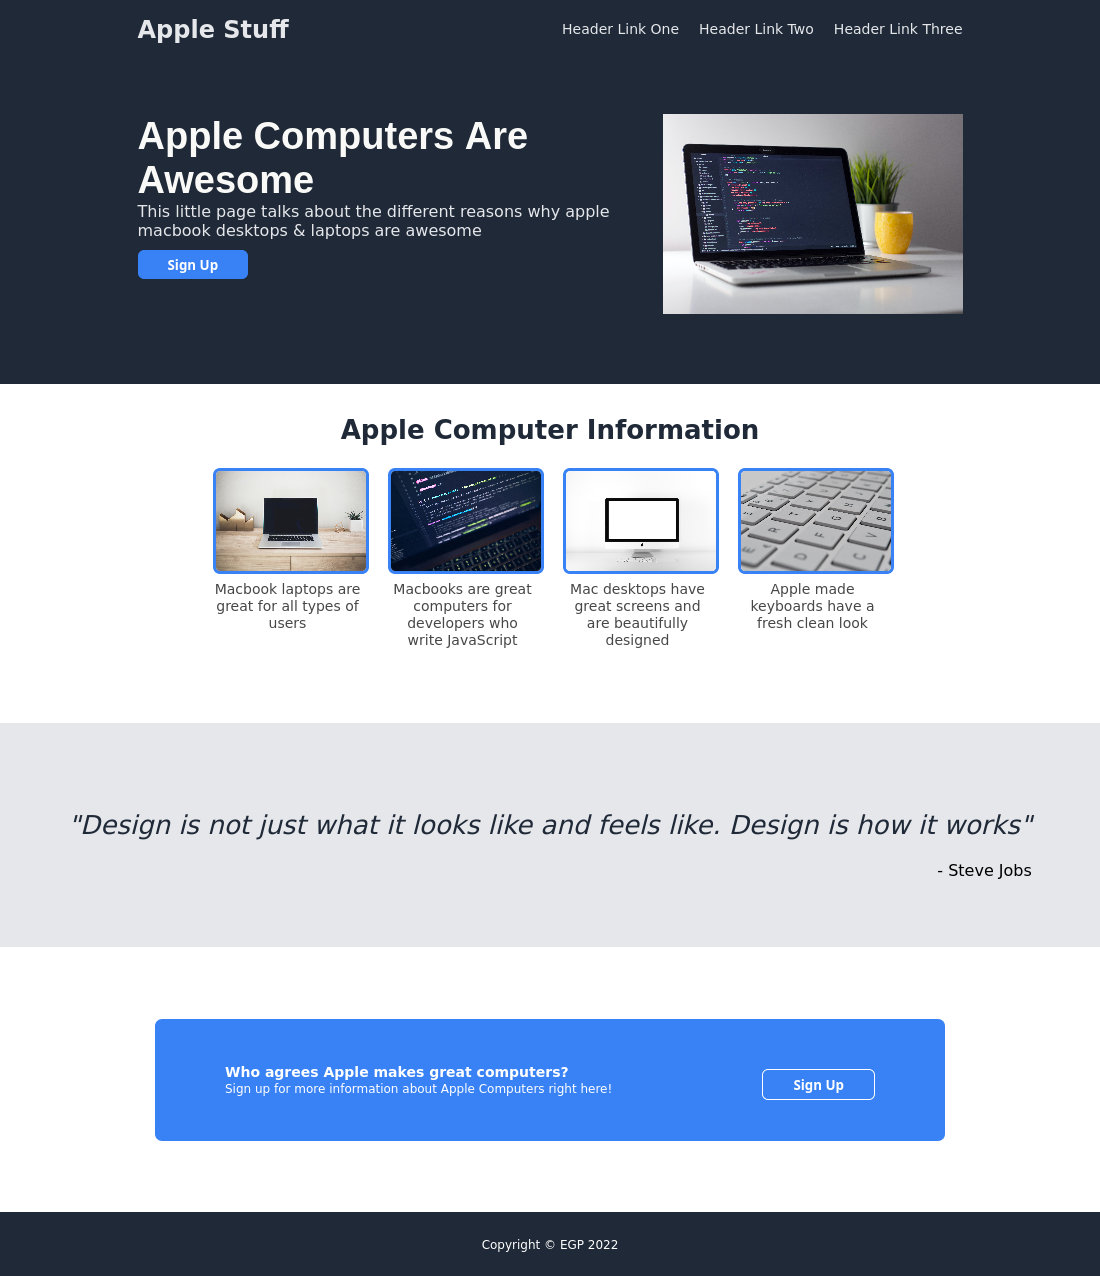 Apple Stuff
Header Link One
Header Link Two
Header Link Three
Apple Computers Are
Awesome
This little page talks about the different reasons why apple
macbook desktops & laptops are awesome
Sign Up
Apple Computer Information
Macbook laptops are
great for all types of
users
Macbooks are great
computers for
developers who
write JavaScript
Mac desktops have
great screens and
are beautifully
designed
Apple made
keyboards have a
fresh clean look
"Design is not just what it looks like and feels like. Design is how it works"
- Steve Jobs
Who agrees Apple makes great computers?
Sign up for more information about Apple Computers right here!
Sign Up
Copyright © EGP 2022